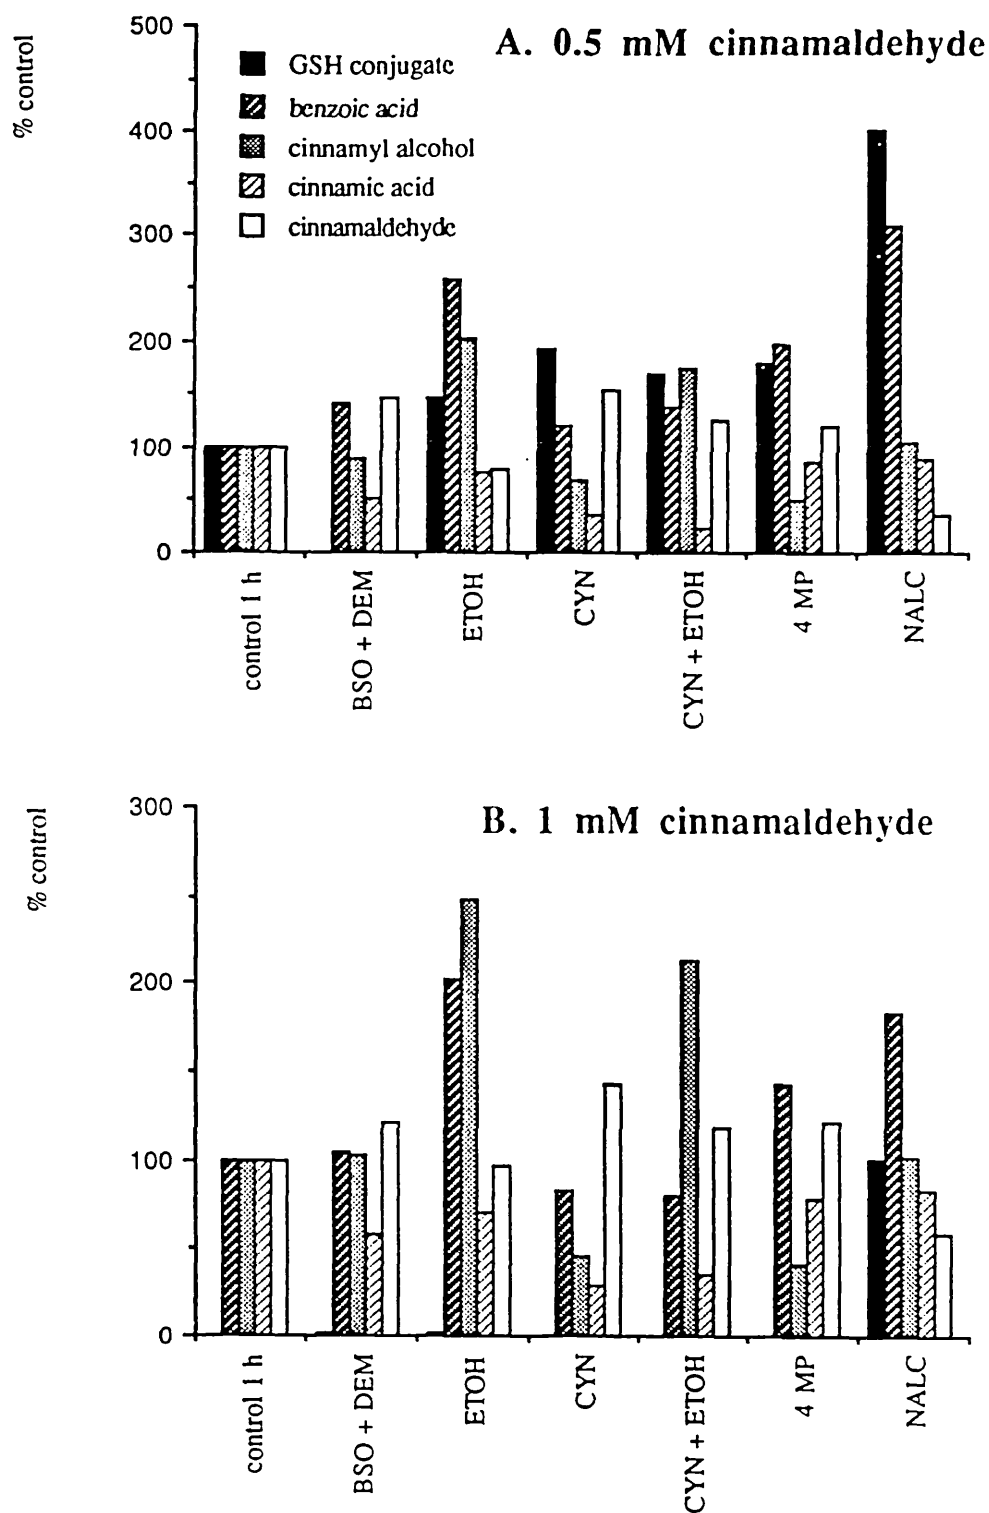 A. 0.5 mM cinnamaldehyde
% control
500
400
300
200
100
0
GSH conjugate
benzoic acid
cinnamyl alcohol
cinnamic acid
cinnamaldehyde
control 1 h
BSO + DEM
ETOH
CYN
CYN + ETOH
4 MP
NALC
B. 1 mM cinnamaldehyde
% control
300
200
100
0
control 1 h
BSO + DEM
ETOH
CYN
CYN + ETOH
4 MP
NALC